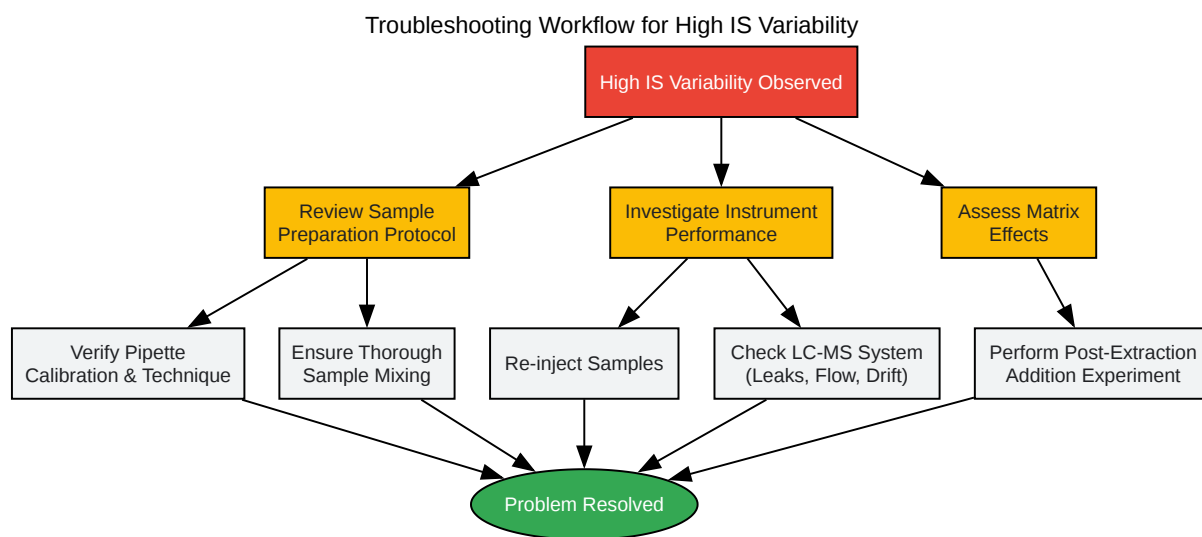 Troubleshooting Workflow for High IS Variability
High IS Variability Observed
Review Sample
Preparation Protocol
Investigate Instrument
Performance
Assess Matrix
Effects
Verify Pipette
Calibration & Technique
Ensure Thorough
Sample Mixing
Re-inject Samples
Check LC-MS System
(Leaks, Flow, Drift)
Perform Post-Extraction
Addition Experiment
Problem Resolved